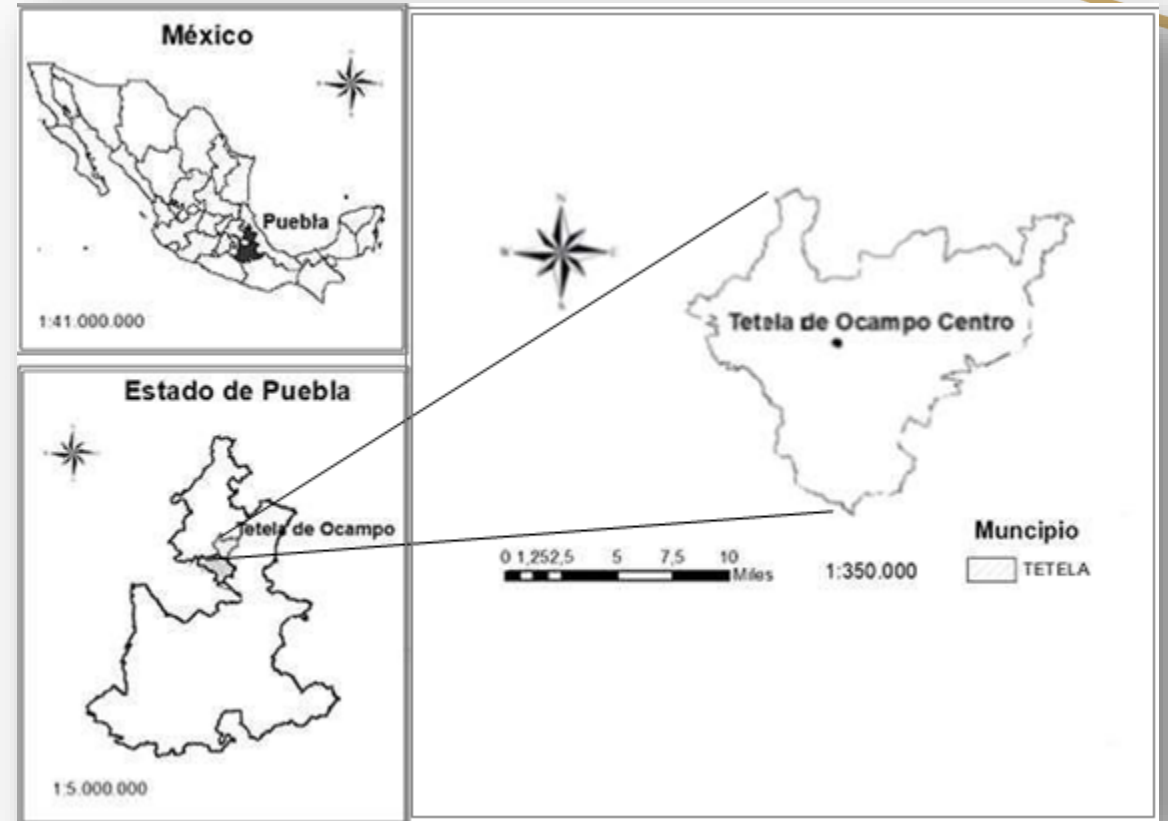 México
Puebla
1:41.000.000
Estado de Puebla
Tetela de Ocampo
1:5.000.000
Tetela de Ocampo Centro
0 1,252,5 5 7,5 10
Miles
1:350.000
Muncipio
TETELA